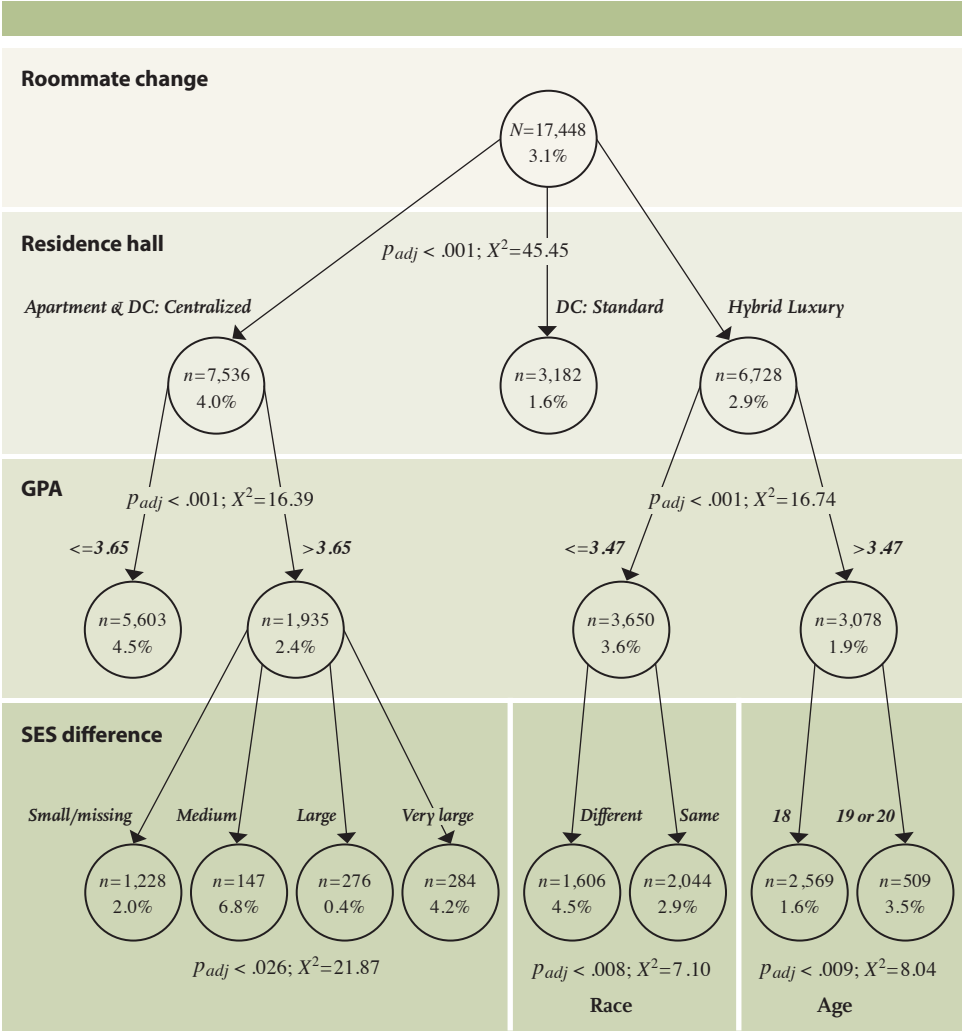 Roommate change
N=17,448
3.1%
Residence hall
p adj < .001; X²=45.45
Apartment & DC: Centralized
DC: Standard
Hybrid Luxury
n=7,536
4.0%
n=3,182
1.6%
n=6,728
2.9%
GPA
p adj < .001; X²=16.39
p adj < .001; X²=16.74
<=3.65
>3.65
<=3.47
>3.47
n=5,603
4.5%
n=1,935
2.4%
n=3,650
3.6%
n=3,078
1.9%
SES difference
Small/missing
Medium
Large
Very large
Different
Same
18
19 or 20
n=1,228
2.0%
n=147
6.8%
n=276
0.4%
n=284
4.2%
n=1,606
4.5%
n=2,044
2.9%
n=2,569
1.6%
n=509
3.5%
p adj < .026; X²=21.87
p adj < .008; X²=7.10
p adj < .009; X²=8.04
Race
Age